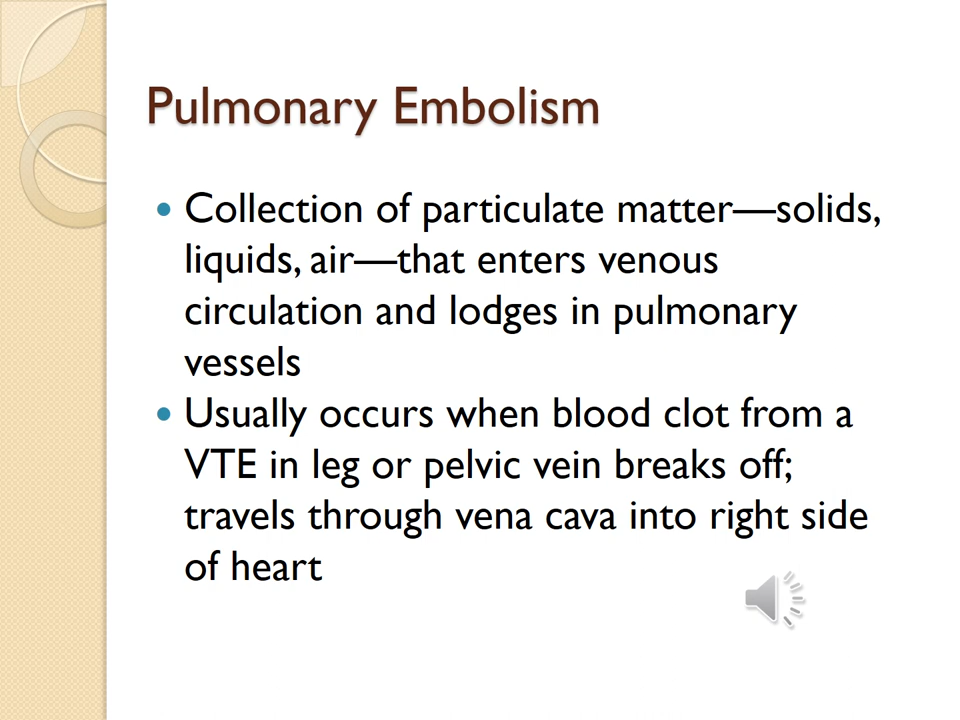 Pulmonary Embolism
• Collection of particulate matter—solids,
liquids, air—that enters venous
circulation and lodges in pulmonary
vessels
• Usually occurs when blood clot from a
VTE in leg or pelvic vein breaks off;
travels through vena cava into right side
of heart